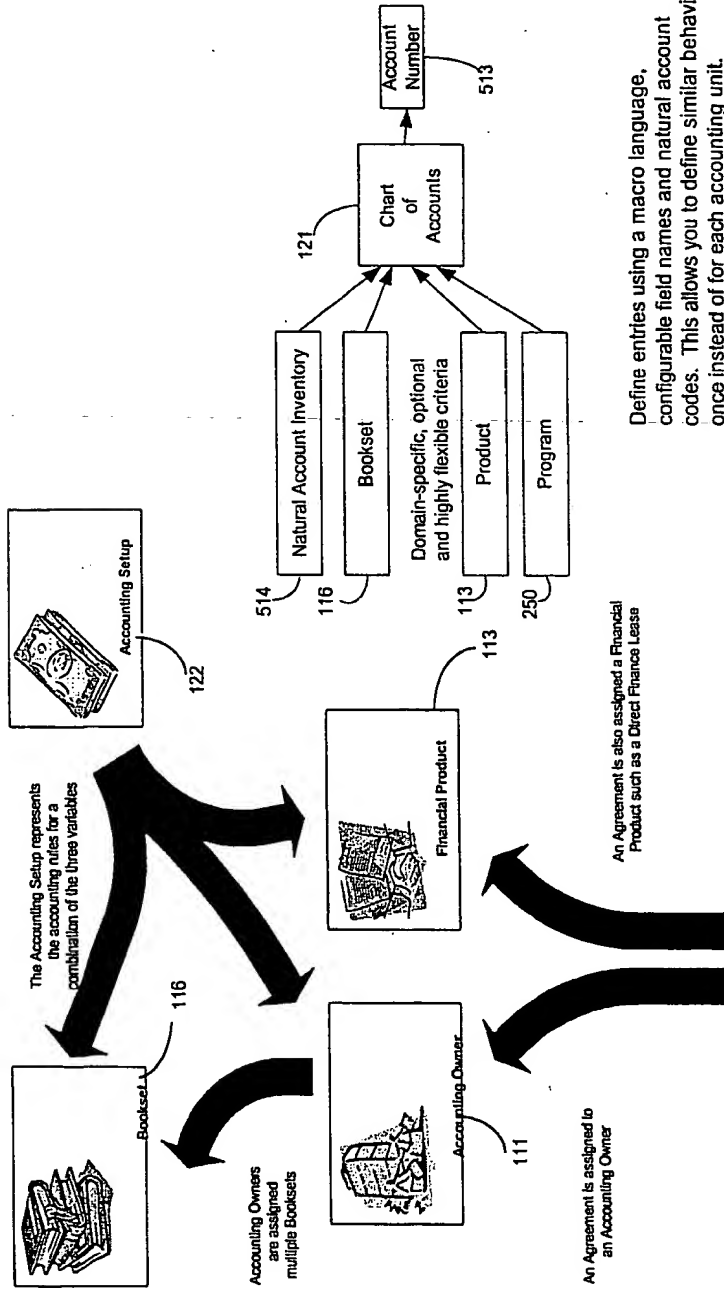 Accounting Setup
122
The Accounting Setup represents
the accounting rules for a
combination of the three variables
Bookset
116
Accounting Owners
are assigned
multiple Booksets
Accounting Owner
111
Financial Product
113
An Agreement is assigned to
an Accounting Owner
An Agreement is also assigned a Financial
Product such as a Direct Finance Lease
Account
Number
513
Chart
of
Accounts
121
Natural Account Inventory
514
Bookset
116
Domain-specific, optional
and highly flexible criteria
Product
113
Program
250
Define entries using a macro language,
configurable field names and natural account
codes. This allows you to define similar behavi
once instead of for each accounting unit.